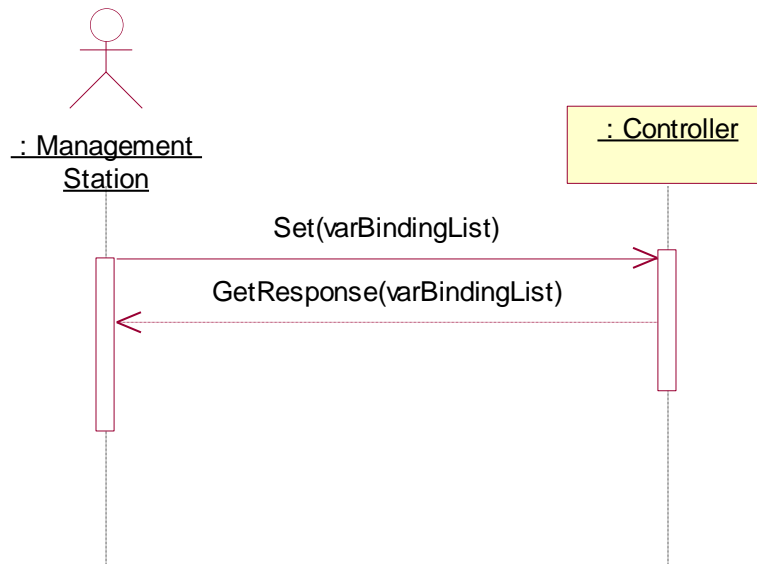 : Management
Station
: Controller
Set(varBindingList)
GetResponse(varBindingList)